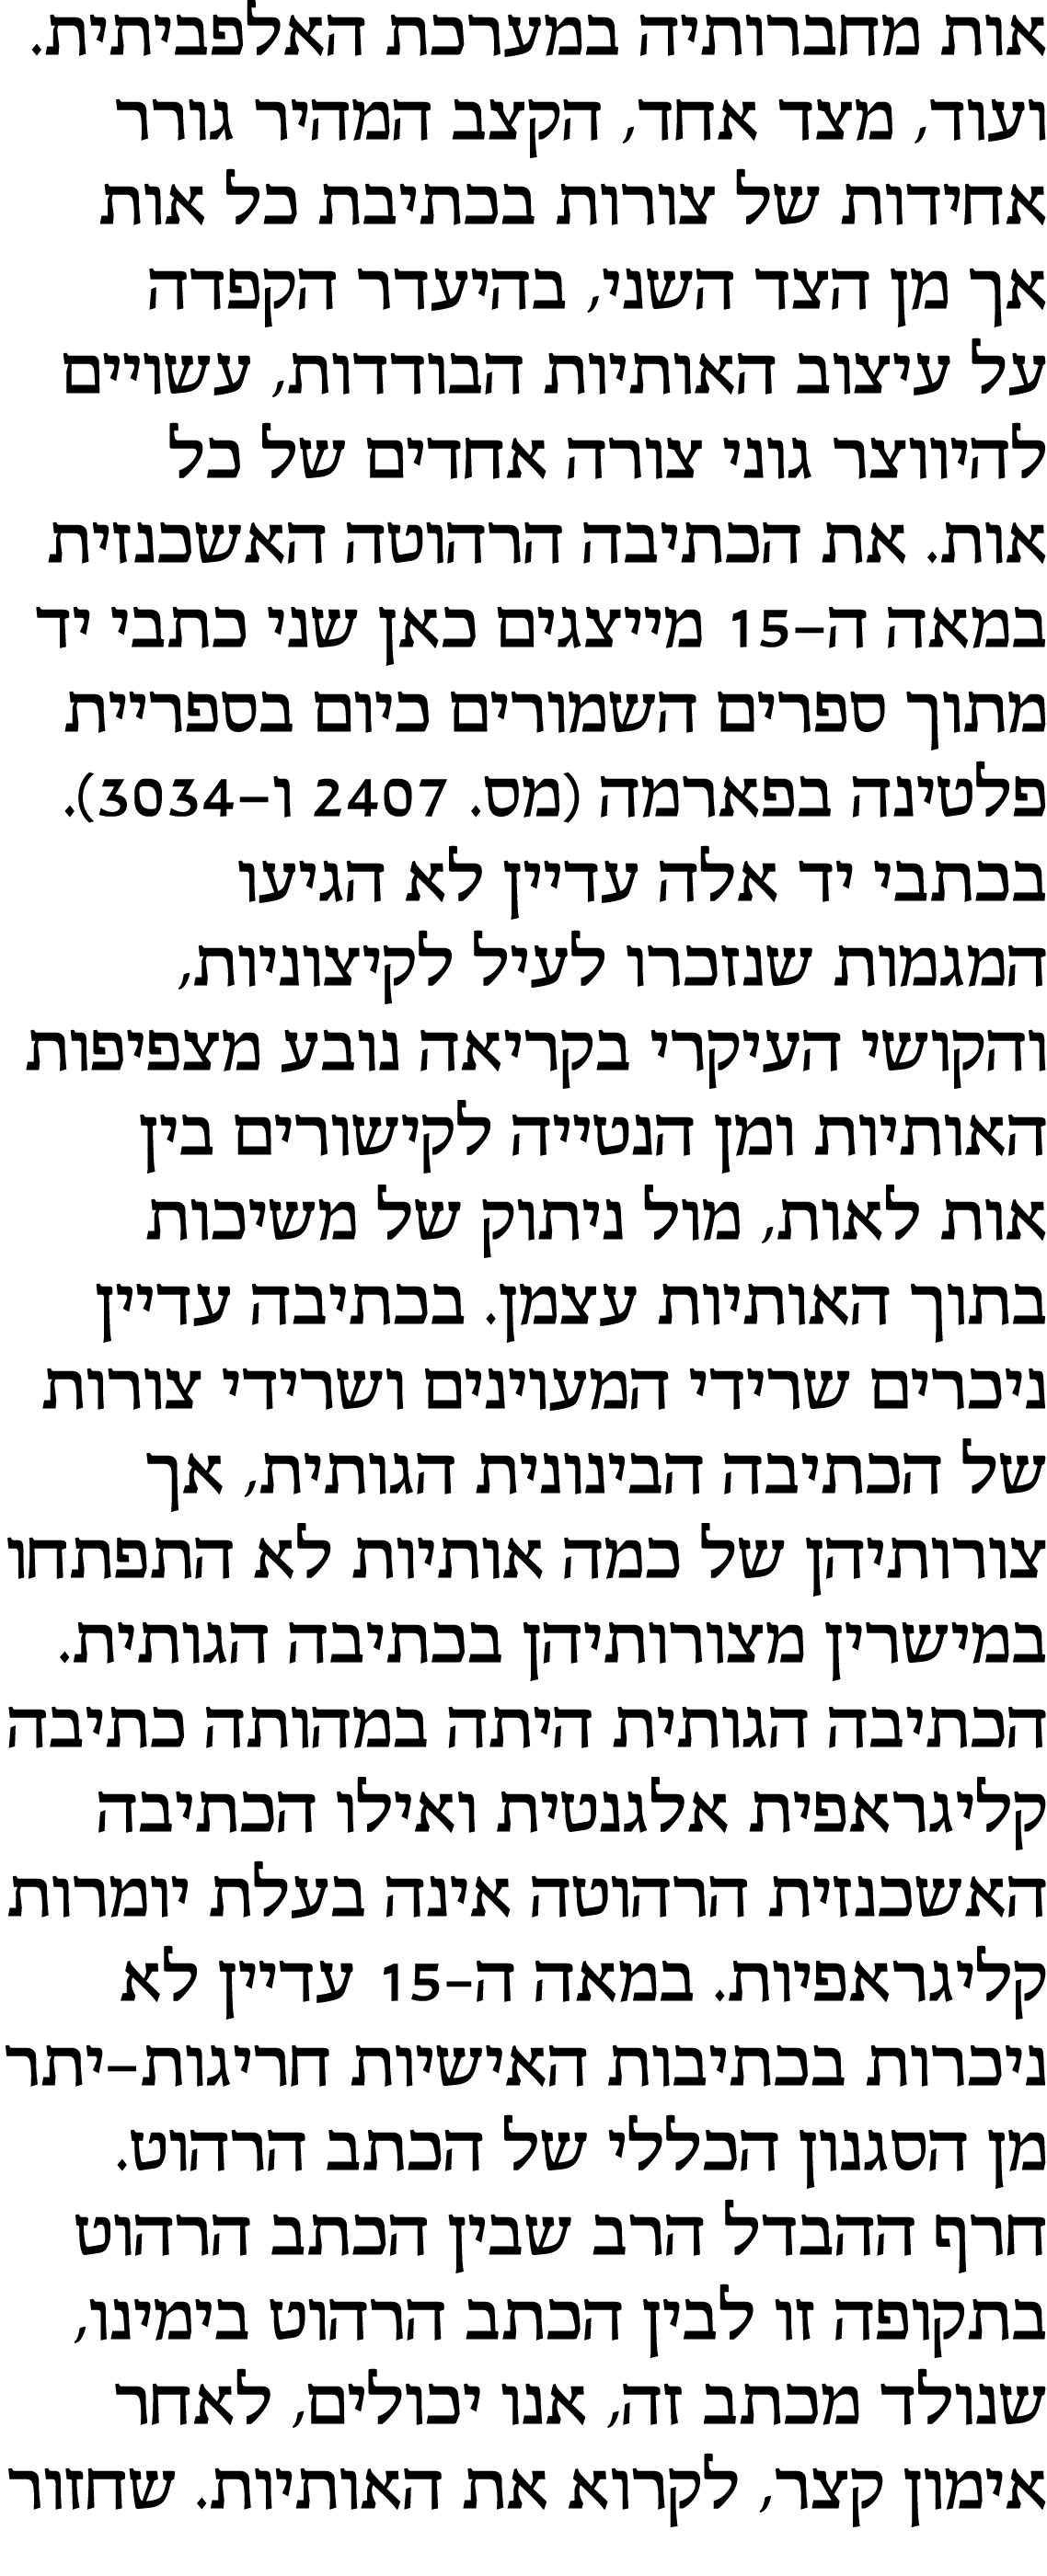 אות מחברותיה במערכת האלפביתית.
ועוד, מצד אחד, הקצב המהיר גורר
אחידות של צורות בכתיבת כל אות
אך מן הצד השני, בהיעדר הקפדה
על עיצוב האותיות הבודדות, עשויים
להיווצר גוני צורה אחדים של כל
אות. את הכתיבה הרהוטה האשכנזית
במאה ה-15 מייצגים כאן שני כתבי יד
מתוך ספרים השמורים כיום בספריית
פלטינה בפארמה (מס. 2407 ו-3034).
בכתבי יד אלה עדיין לא הגיעו
המגמות שנזכרו לעיל לקיצוניות,
והקושי העיקרי בקריאה נובע מצפיפות
האותיות ומן הנטייה לקישורים בין
אות לאות, מול ניתוק של משיכות
בתוך האותיות עצמן. בכתיבה עדיין
ניכרים שרידי המעוינים ושרידי צורות
של הכתיבה הבינונית הגותית, אך
צורותיהן של כמה אותיות לא התפתחו
במישרין מצורותיהן בכתיבה הגותית.
הכתיבה הגותית היתה במהותה כתיבה
קליגראפית אלגנטית ואילו הכתיבה
האשכנזית הרהוטה אינה בעלת יומרות
קליגראפיות. במאה ה-15 עדיין לא
ניכרות בכתיבות האישיות חריגות-יתר
מן הסגנון הכללי של הכתב הרהוט.
חרף ההבדל הרב שבין הכתב הרהוט
בתקופה זו לבין הכתב הרהוט בימינו,
שנולד מכתב זה, אנו יכולים, לאחר
אימון קצר, לקרוא את האותיות. שחזור